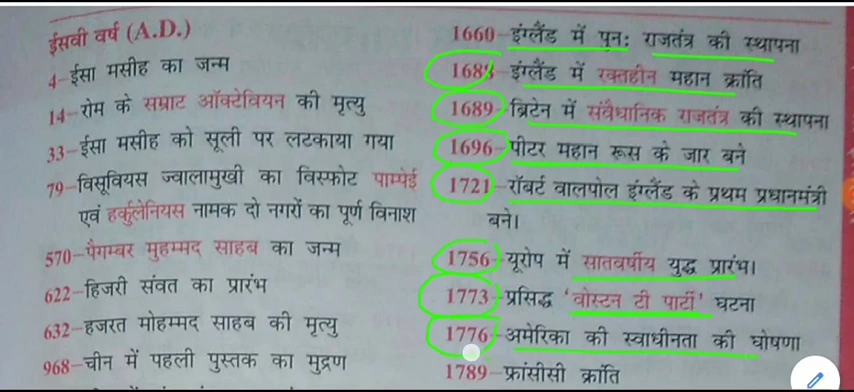 ईसवी वर्ष (A.D.)
4–ईसा मसीह का जन्म
14–रोम के सम्राट ऑक्टेवियन की मृत्यु
33–ईसा मसीह को सूली पर लटकाया गया
79–विसूवियस ज्वालामुखी का विस्फोट पाम्पेई
एवं हर्कुलेनियस नामक दो नगरों का पूर्ण विनाश
570–पैगम्बर मुहम्मद साहब का जन्म
622–हिजरी संवत का प्रारंभ
632–हजरत मोहम्मद साहब की मृत्यु
968–चीन में पहली पुस्तक का मुद्रण
1660–इंग्लैंड में पुनः राजतंत्र की स्थापना
1688–इंग्लैंड में रक्तहीन महान क्रांति
1689–ब्रिटेन में संवैधानिक राजतंत्र की स्थापना
1696–पीटर महान रूस के जार बने
1721–रॉबर्ट वालपोल इंग्लैंड के प्रथम प्रधानमंत्री
बने।
1756–यूरोप में सातवर्षीय युद्ध प्रारंभ।
1773–प्रसिद्ध ‘वोस्टन टी पार्टी’ घटना
1776–अमेरिका की स्वाधीनता की घोषणा
1789–फ्रांसीसी क्रांति